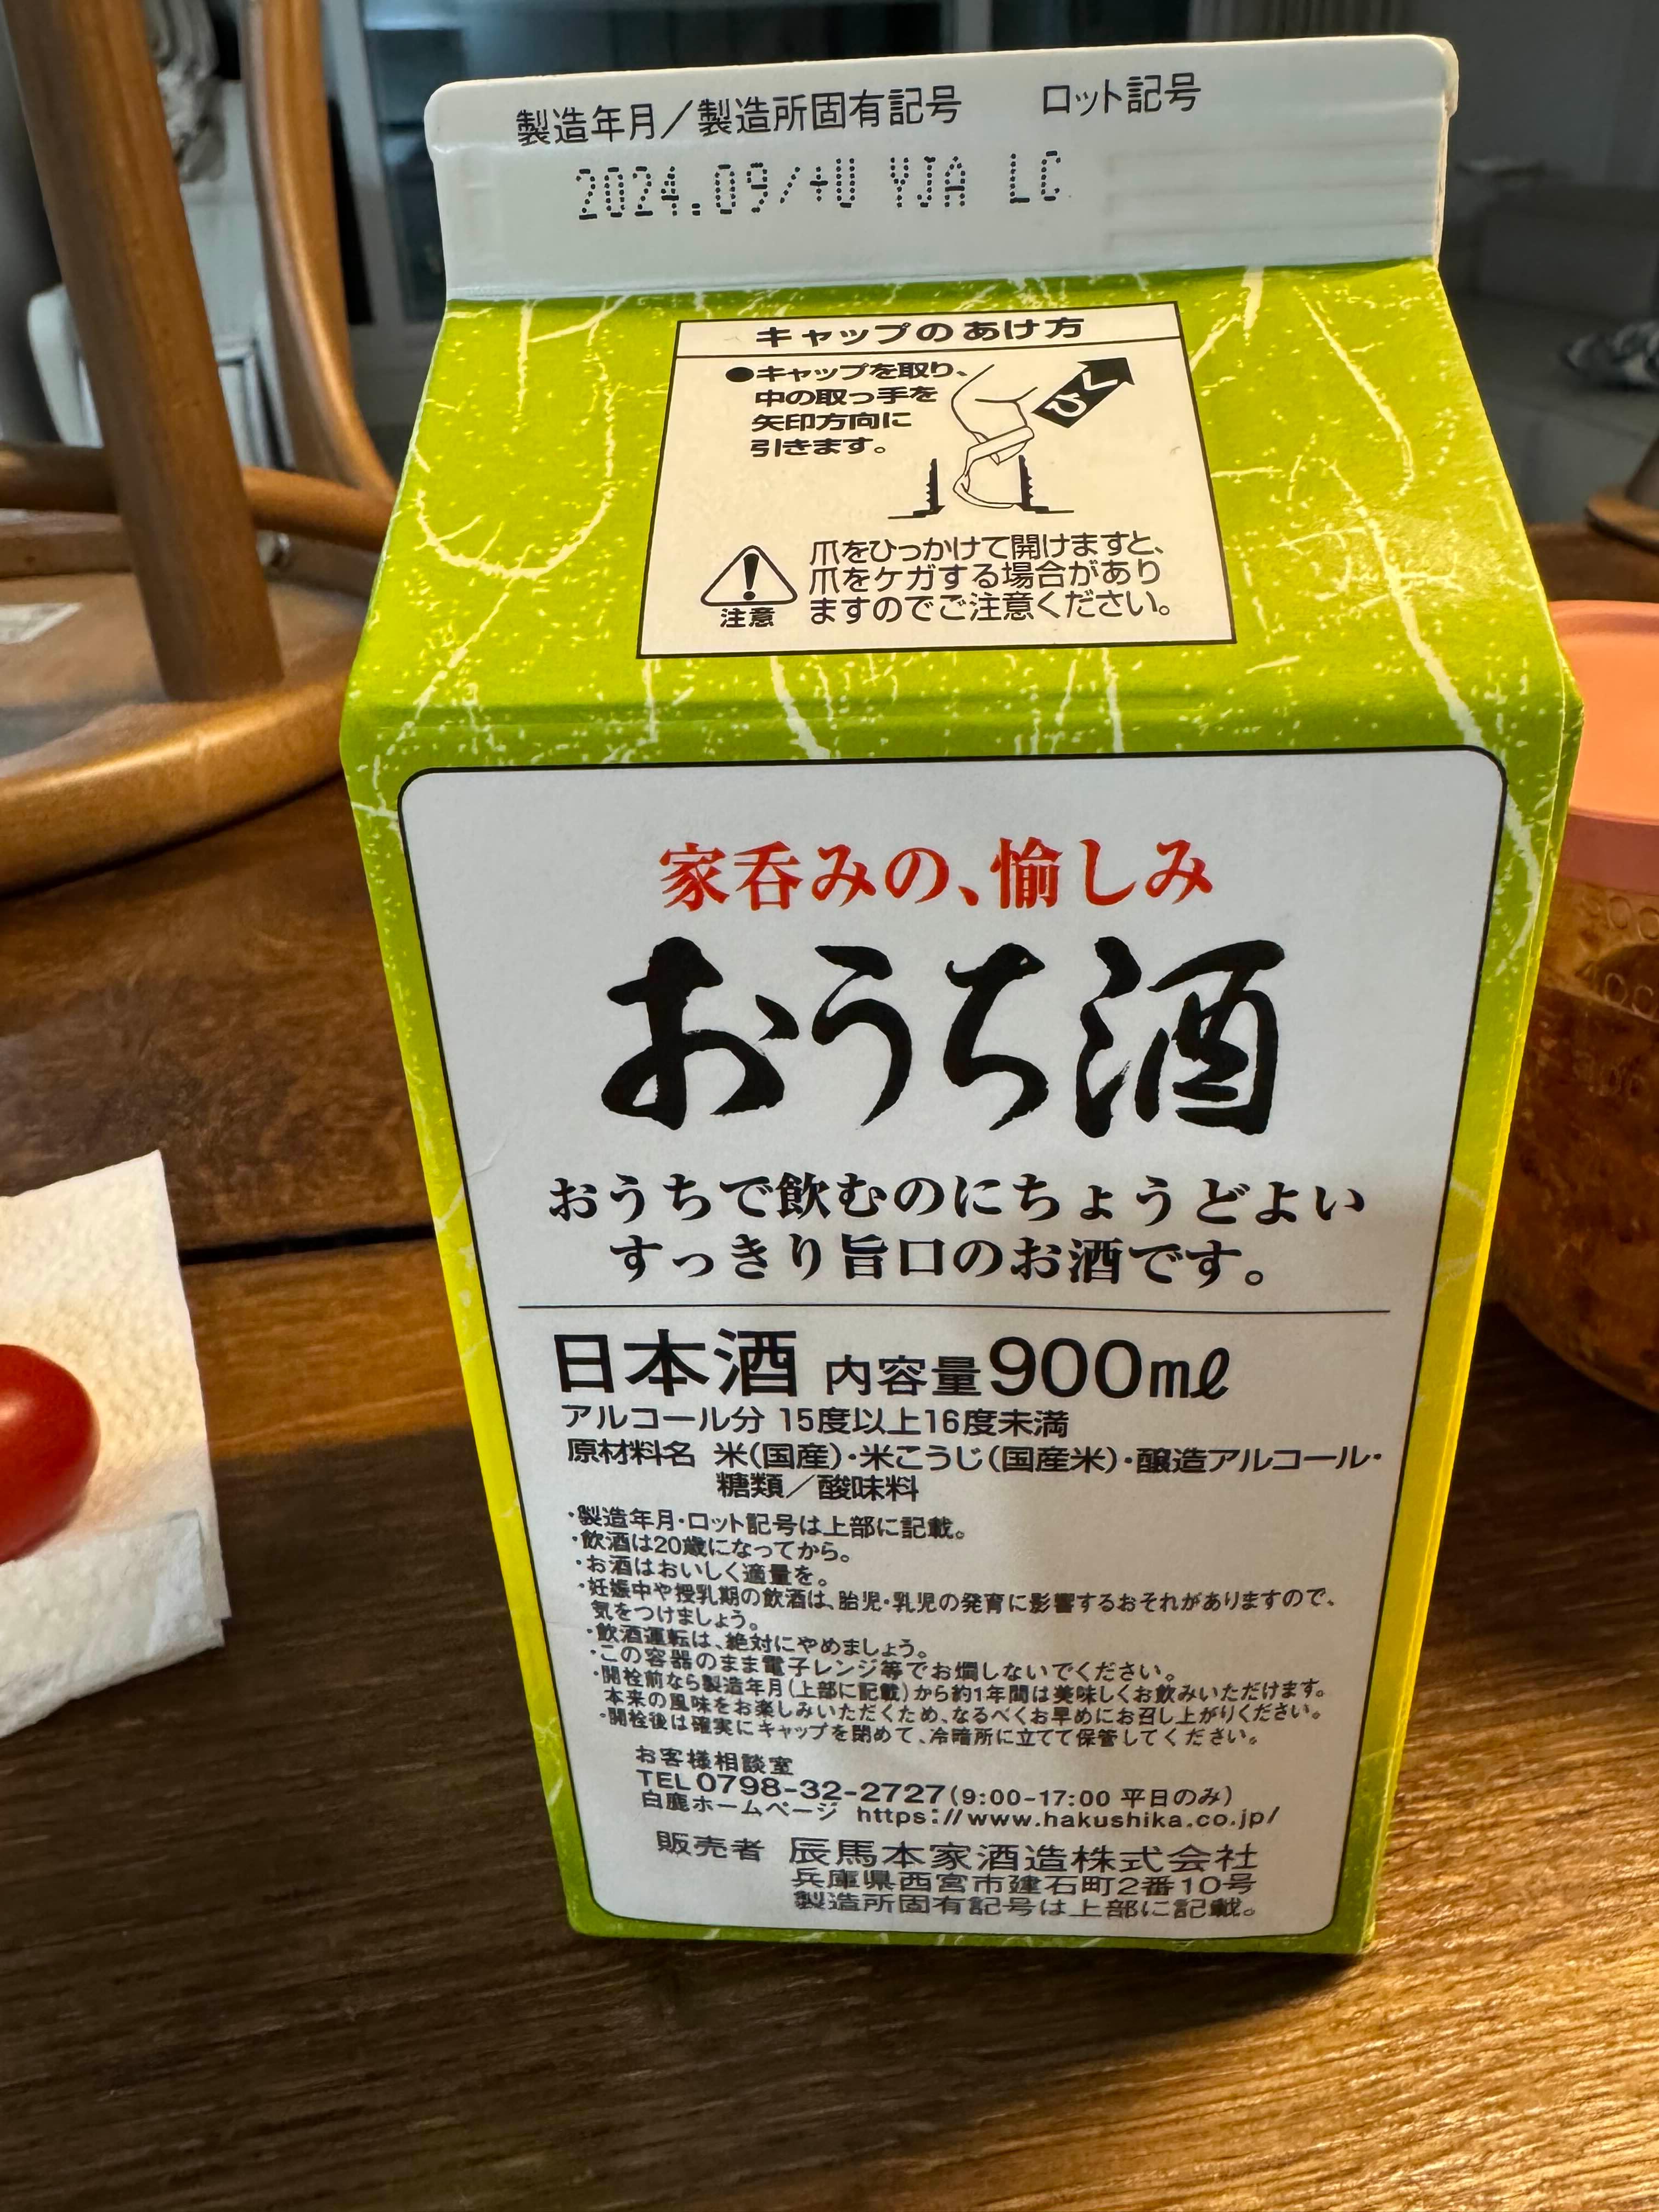 製造年月／製造所固有記号 ロット記号
2024.09/+U YJA LC
キャップのあけ方
●キャップを取り、
中の取っ手を
矢印方向に
引きます。
ひく
注意
爪をひっかけて開けますと、
爪をケガする場合があり
ますのでご注意ください。
家呑みの、愉しみ
おうち酒
おうちで飲むのにちょうどよい
すっきり旨口のお酒です。
日本酒 内容量900mℓ
アルコール分 15度以上16度未満
原材料名 米(国産)・米こうじ(国産米)・醸造アルコール・
糖類／酸味料
・製造年月・ロット記号は上部に記載。
・飲酒は20歳になってから。
・お酒はおいしく適量を。
・妊娠中や授乳期の飲酒は、胎児・乳児の発育に影響するおそれがありますので、
気をつけましょう。
・飲酒運転は、絶対にやめましょう。
・この容器のまま電子レンジ等でお燗しないでください。
・開栓前なら製造年月(上部に記載)から約1年間は美味しくお飲みいただけます。
本来の風味をお楽しみいただくため、なるべくお早めにお召し上がりください。
・開栓後は確実にキャップを閉めて、冷暗所に立てて保管してください。
お客様相談室
TEL 0798-32-2727(9:00-17:00 平日のみ)
白鹿ホームページ https://www.hakushika.co.jp/
販売者 辰馬本家酒造株式会社
兵庫県西宮市建石町2番10号
製造所固有記号は上部に記載。